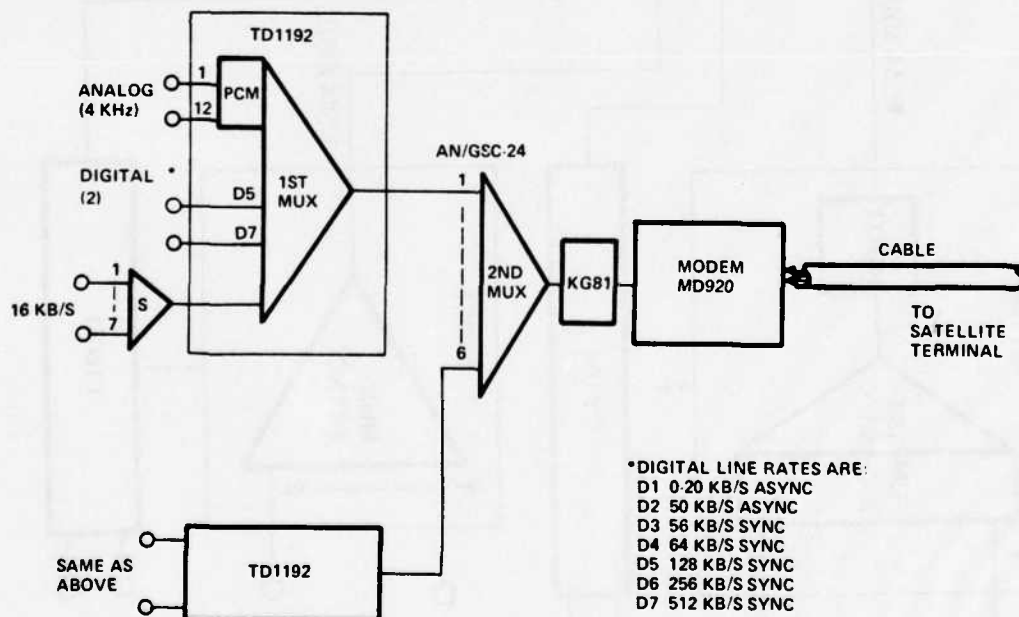 TD1192
ANALOG
(4 KHz)
1
12
PCM
DIGITAL *
(2)
D5
D7
1ST
MUX
16 KB/S
1
7
S
AN/GSC-24
1
6
2ND
MUX
KG81
MODEM
MD920
CABLE
TO
SATELLITE
TERMINAL
SAME AS
ABOVE
TD1192
*DIGITAL LINE RATES ARE:
D1 0-20 KB/S ASYNC
D2 50 KB/S ASYNC
D3 56 KB/S SYNC
D4 64 KB/S SYNC
D5 128 KB/S SYNC
D6 256 KB/S SYNC
D7 512 KB/S SYNC